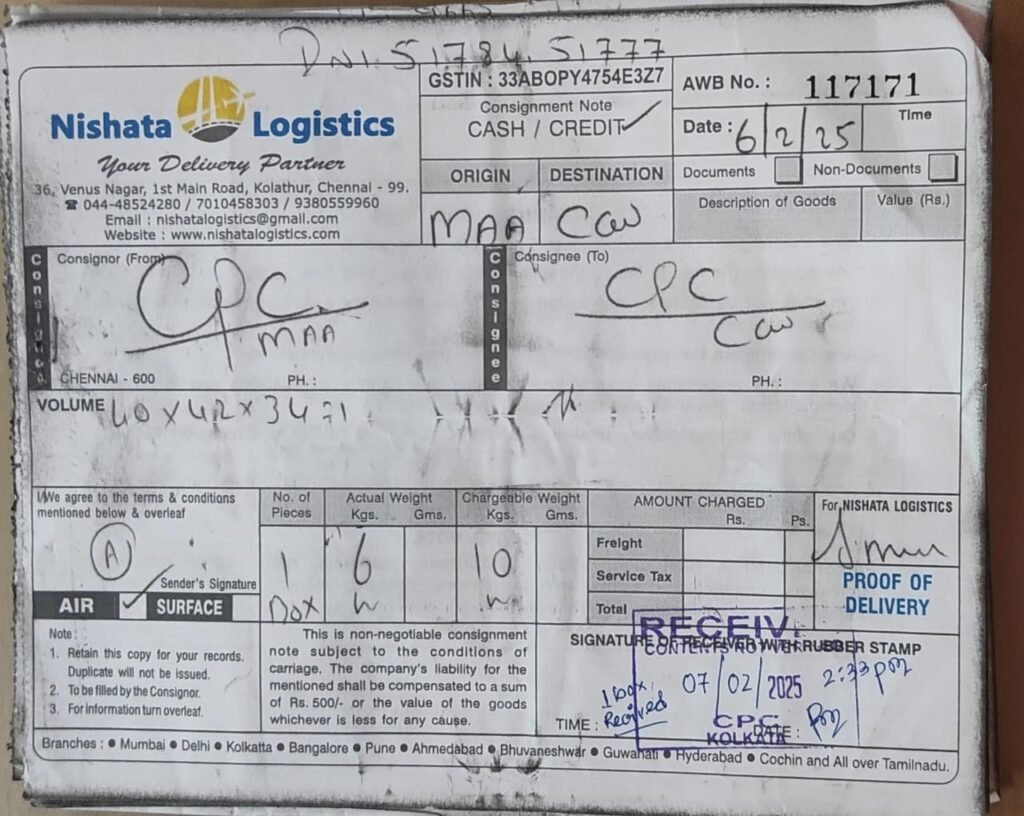 DN1. 51784, 51777
Nishata Logistics
Your Delivery Partner
36, Venus Nagar, 1st Main Road, Kolathur, Chennai - 99.
☎ 044-48524280 / 7010458303 / 9380559960
Email : nishatalogistics@gmail.com
Website : www.nishatalogistics.com
GSTIN : 33ABOPY4754E3Z7
Consignment Note
CASH / CREDIT ✓
AWB No. : 117171
Date : 6/2/25
Time
ORIGIN DESTINATION
MAA CCU
Documents Non-Documents
Description of Goods Value (Rs.)
Consignor
Consignor (From)
CPC
MAA
CHENNAI - 600 PH. :
Consignee
Consignee (To)
CPC
CCU
PH. :
VOLUME 40 x 42 x 34 = 1
I/We agree to the terms & conditions
mentioned below & overleaf
A
Sender's Signature
AIR ✓ SURFACE
No. of Pieces
1
Box
Actual Weight
Kgs. Gms.
6
Chargeable Weight
Kgs. Gms.
10
AMOUNT CHARGED
Rs. Ps.
Freight
Service Tax
Total
For NISHATA LOGISTICS
PROOF OF
DELIVERY
Note :
1. Retain this copy for your records.
Duplicate will not be issued.
2. To be filled by the Consignor.
3. For information turn overleaf.
This is non-negotiable consignment
note subject to the conditions of
carriage. The company's liability for the
mentioned shall be compensated to a sum
of Rs. 500/- or the value of the goods
whichever is less for any cause.
SIGNATURE OF RECEIVER WITH RUBBER STAMP
RECEIV
CONTENTS NOT VER
07/02/2025 2:33 pm
1 box
Received
TIME :
DATE :
CPC
KOLKATA
Branches : ● Mumbai ● Delhi ● Kolkatta ● Bangalore ● Pune ● Ahmedabad ● Bhuvaneshwar ● Guwahati ● Hyderabad ● Cochin and All over Tamilnadu.